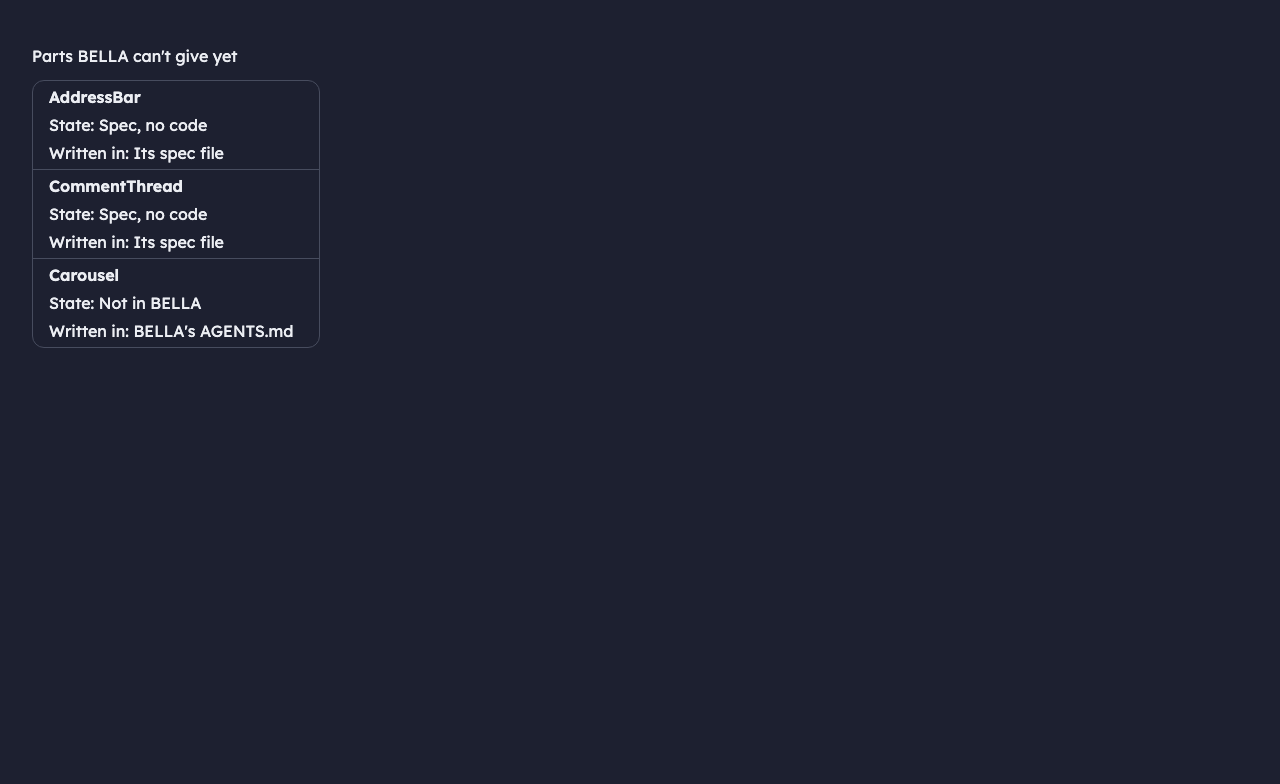 Parts BELLA can't give yet
AddressBar
State: Spec, no code
Written in: Its spec file
CommentThread
State: Spec, no code
Written in: Its spec file
Carousel
State: Not in BELLA
Written in: BELLA's AGENTS.md